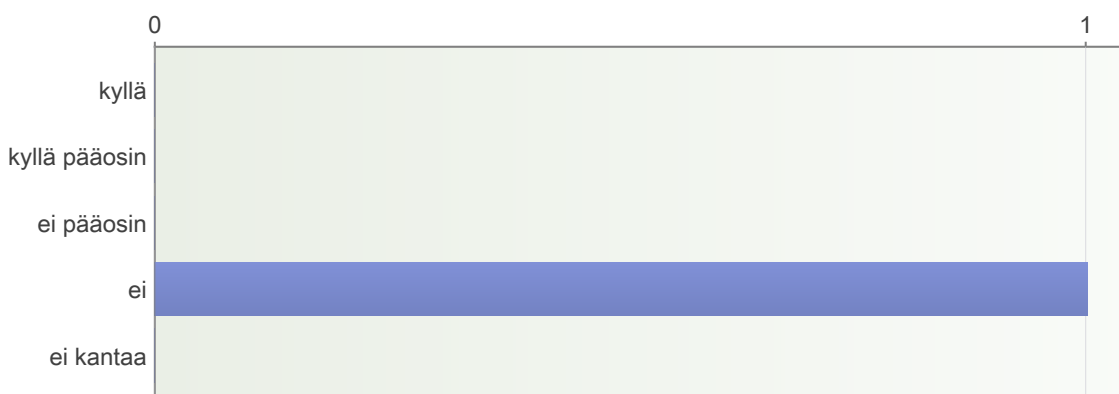 0 1
kyllä
kyllä pääosin
ei pääosin
ei
ei kantaa